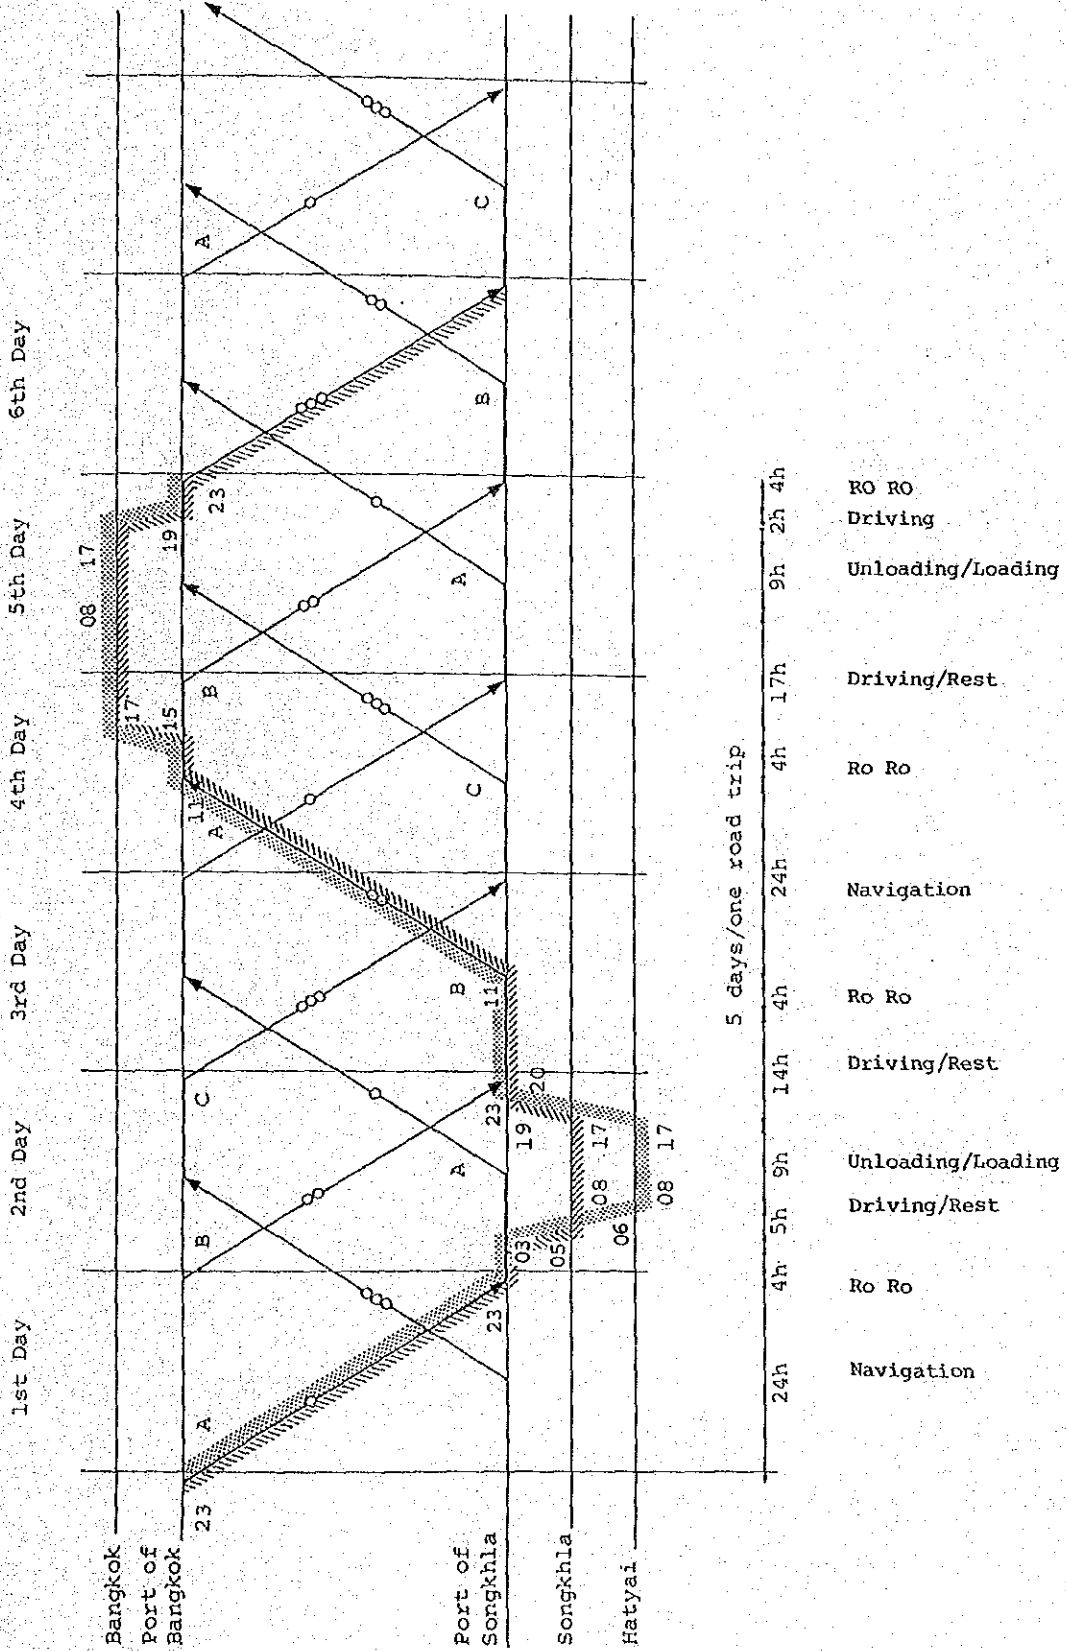 1st Day
2nd Day
3rd Day
4th Day
5th Day
6th Day
Bangkok
Port of
Bangkok
Port of
Songkhla
Songkhla
Hatyai
08
17
17
15
19
23
23
A
B
C
11
A
B
A
23
A
B
C
A
B
C
11
03
05
06
23
19
20
08
17
08
17
5 days/one road trip
24h
4h
5h
9h
14h
4h
24h
4h
17h
9h
2h
4h
RO RO
Driving
Unloading/Loading
Driving/Rest
Ro Ro
Navigation
Ro Ro
Driving/Rest
Unloading/Loading
Driving/Rest
Ro Ro
Navigation